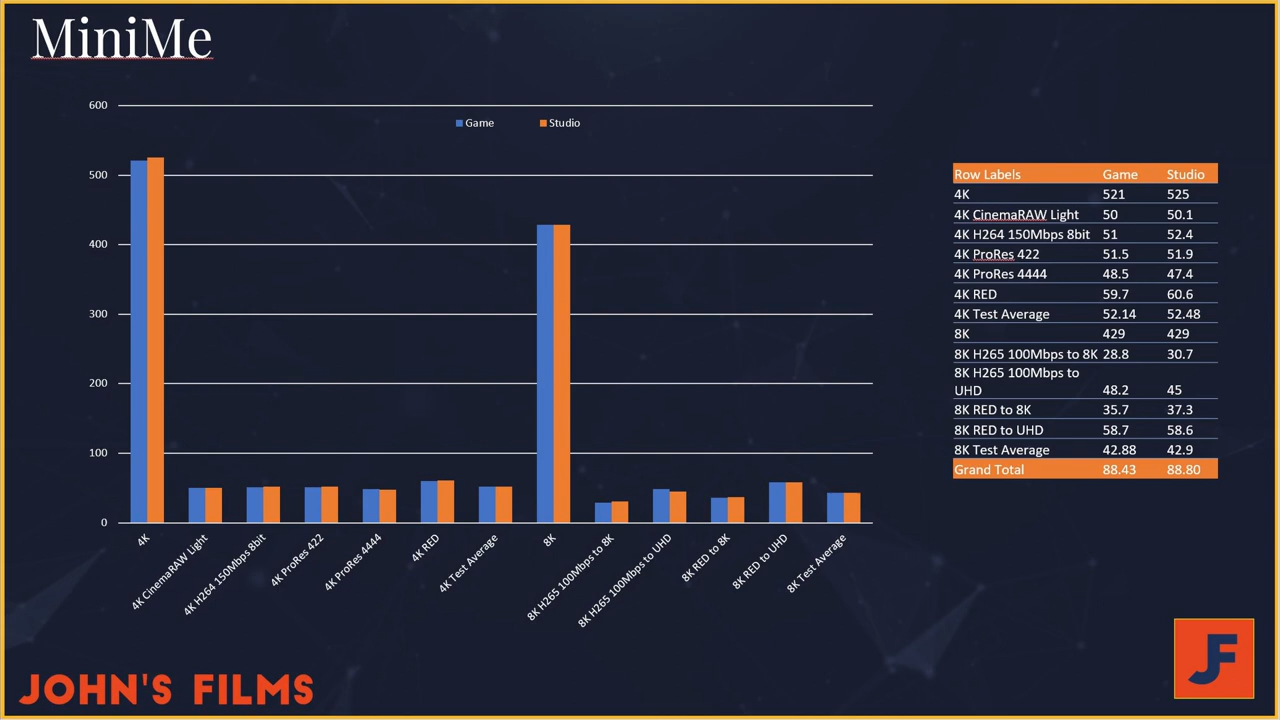 MiniMe
600
500
400
300
200
100
0
Game
Studio
4K
4K CinemaRAW Light
4K H264 150Mbps 8bit
4K ProRes 422
4K ProRes 4444
4K RED
4K Test Average
8K
8K H265 100Mbps to 8K
8K H265 100Mbps to UHD
8K RED to 8K
8K RED to UHD
8K Test Average
Row Labels Game Studio
4K 521 525
4K CinemaRAW Light 50 50.1
4K H264 150Mbps 8bit 51 52.4
4K ProRes 422 51.5 51.9
4K ProRes 4444 48.5 47.4
4K RED 59.7 60.6
4K Test Average 52.14 52.48
8K 429 429
8K H265 100Mbps to 8K 28.8 30.7
8K H265 100Mbps to
UHD 48.2 45
8K RED to 8K 35.7 37.3
8K RED to UHD 58.7 58.6
8K Test Average 42.88 42.9
Grand Total 88.43 88.80
JOHN'S FILMS
JF